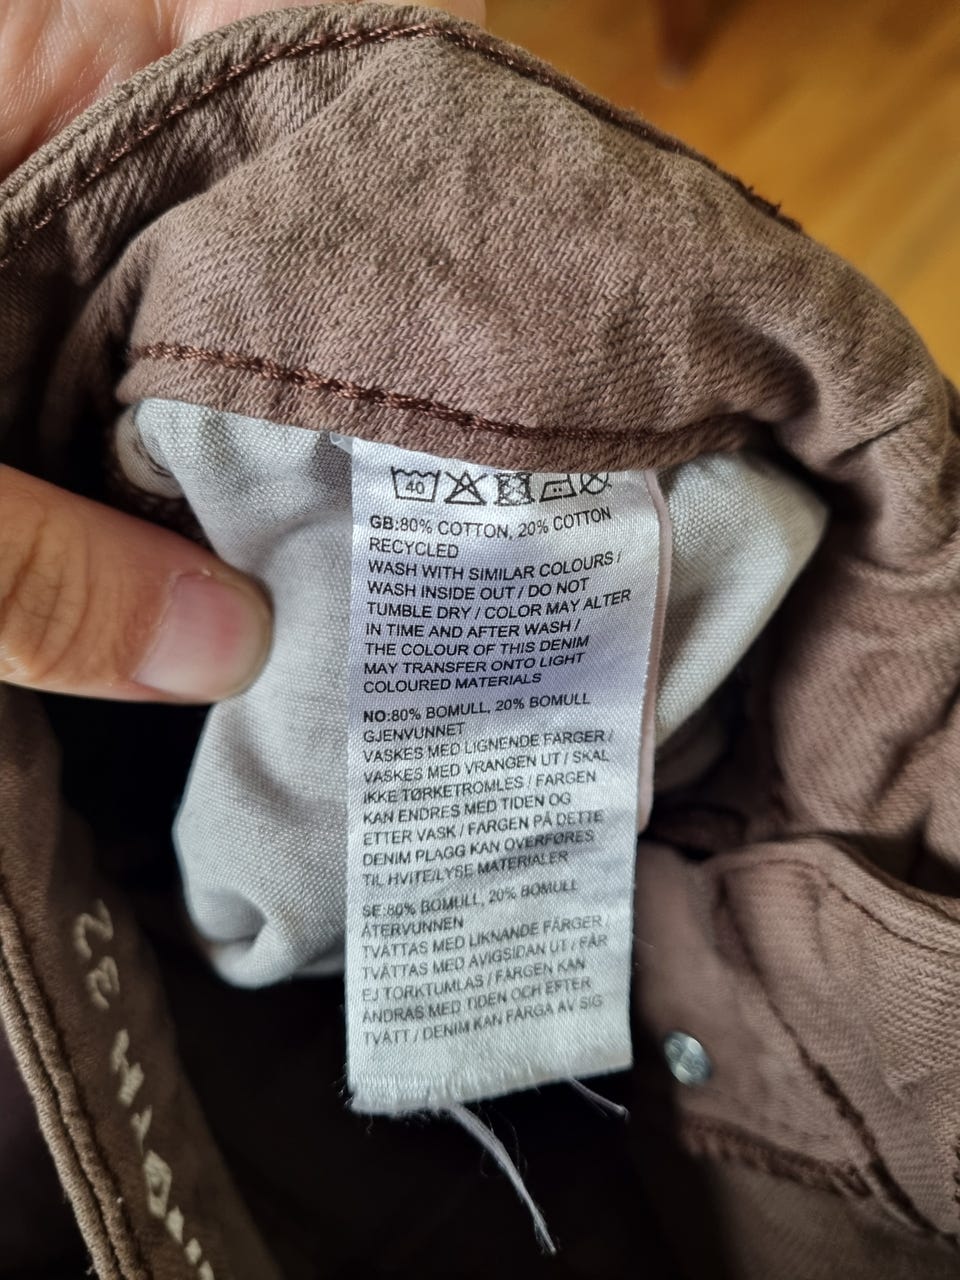 40
GB:80% COTTON, 20% COTTON
RECYCLED
WASH WITH SIMILAR COLOURS /
WASH INSIDE OUT / DO NOT
TUMBLE DRY / COLOR MAY ALTER
IN TIME AND AFTER WASH /
THE COLOUR OF THIS DENIM
MAY TRANSFER ONTO LIGHT
COLOURED MATERIALS
NO:80% BOMULL, 20% BOMULL
GJENVUNNET
VASKES MED LIGNENDE FARGER /
VASKES MED VRANGEN UT / SKAL
IKKE TØRKETROMLES / FARGEN
KAN ENDRES MED TIDEN OG
ETTER VASK / FARGEN PÅ DETTE
DENIM PLAGG KAN OVERFØRES
TIL HVITE/LYSE MATERIALER
SE:80% BOMULL, 20% BOMULL
ÅTERVUNNEN
TVÄTTAS MED LIKNANDE FÄRGER /
TVÄTTAS MED AVIGSIDAN UT / FÅR
EJ TORKTUMLAS / FÄRGEN KAN
ÄNDRAS MED TIDEN OCH EFTER
TVÄTT / DENIM KAN FÄRGA AV SIG